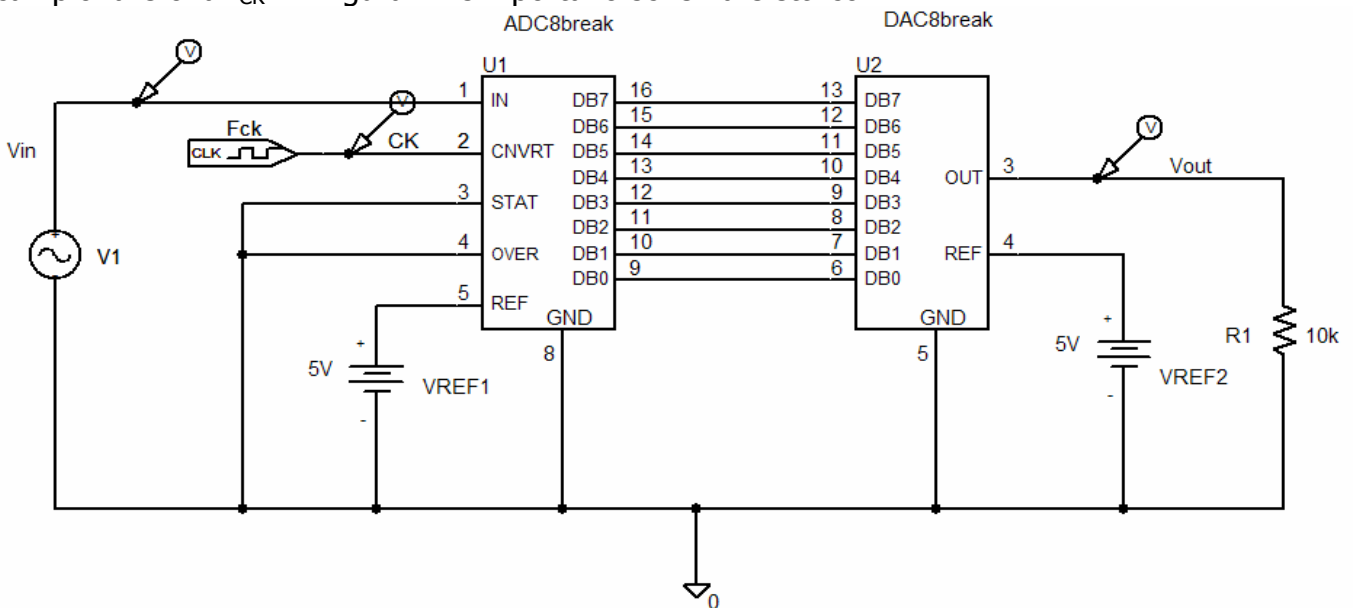 CK
ADC8break
DAC8break
V
V
V
U1
U2
Vin
V1
Fck
CLK
CK
1
IN
2
CNVRT
3
STAT
4
OVER
5
REF
GND
8
DB7
16
DB6
15
DB5
14
DB4
13
DB3
12
DB2
11
DB1
10
DB0
9
13
DB7
12
DB6
11
DB5
10
DB4
9
DB3
8
DB2
7
DB1
6
DB0
OUT
3
Vout
REF
4
GND
5
+
5V
VREF1
-
+
5V
VREF2
-
R1
10k
0